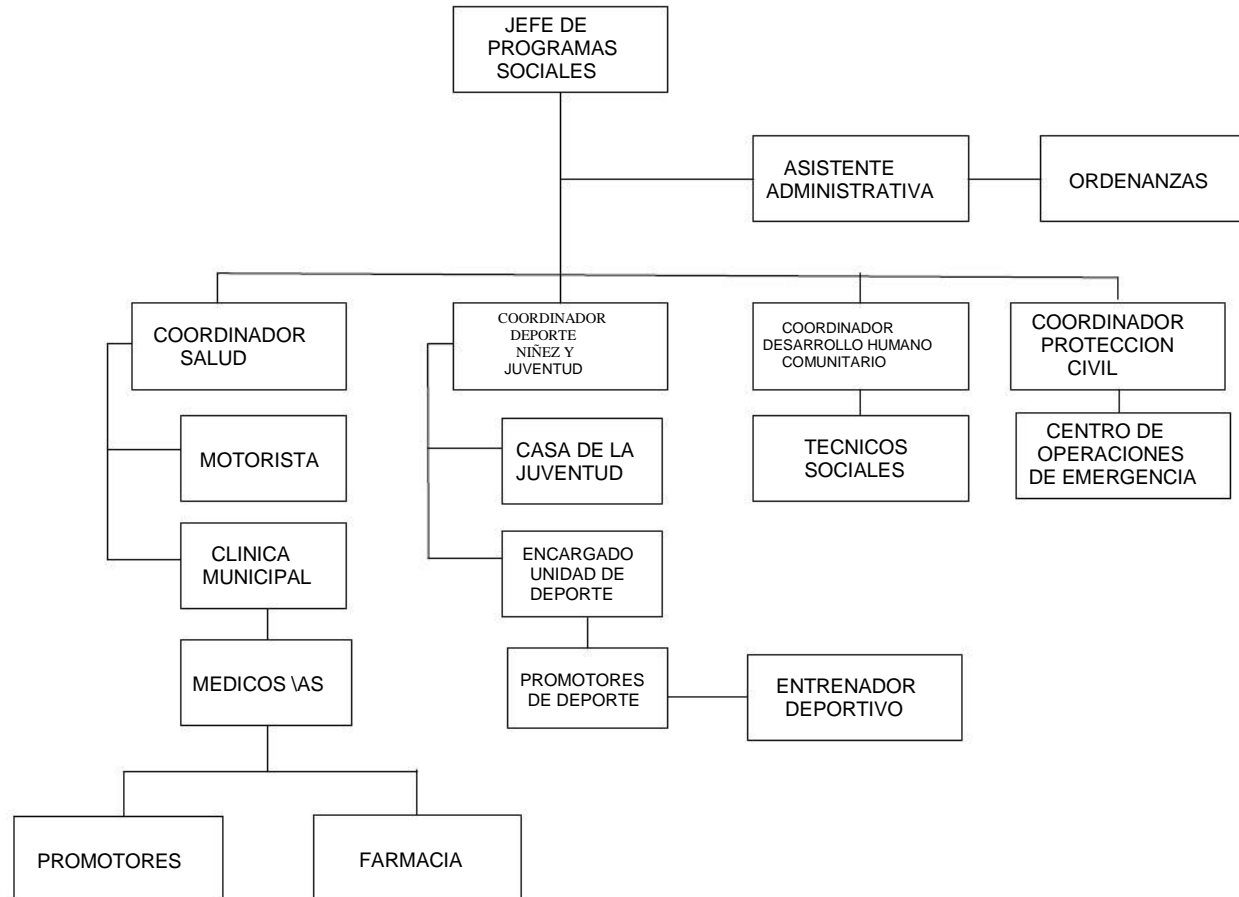 JEFE DE
PROGRAMAS
SOCIALES
ASISTENTE
ADMINISTRATIVA
ORDENANZAS
COORDINADOR
SALUD
COORDINADOR
DEPORTE
NIÑEZ Y
JUVENTUD
COORDINADOR
DESARROLLO HUMANO
COMUNITARIO
COORDINADOR
PROTECCION
CIVIL
MOTORISTA
CASA DE LA
JUVENTUD
TECNICOS
SOCIALES
CENTRO DE
OPERACIONES
DE EMERGENCIA
CLINICA
MUNICIPAL
ENCARGADO
UNIDAD DE
DEPORTE
MEDICOS \AS
PROMOTORES
DE DEPORTE
ENTRENADOR
DEPORTIVO
PROMOTORES
FARMACIA